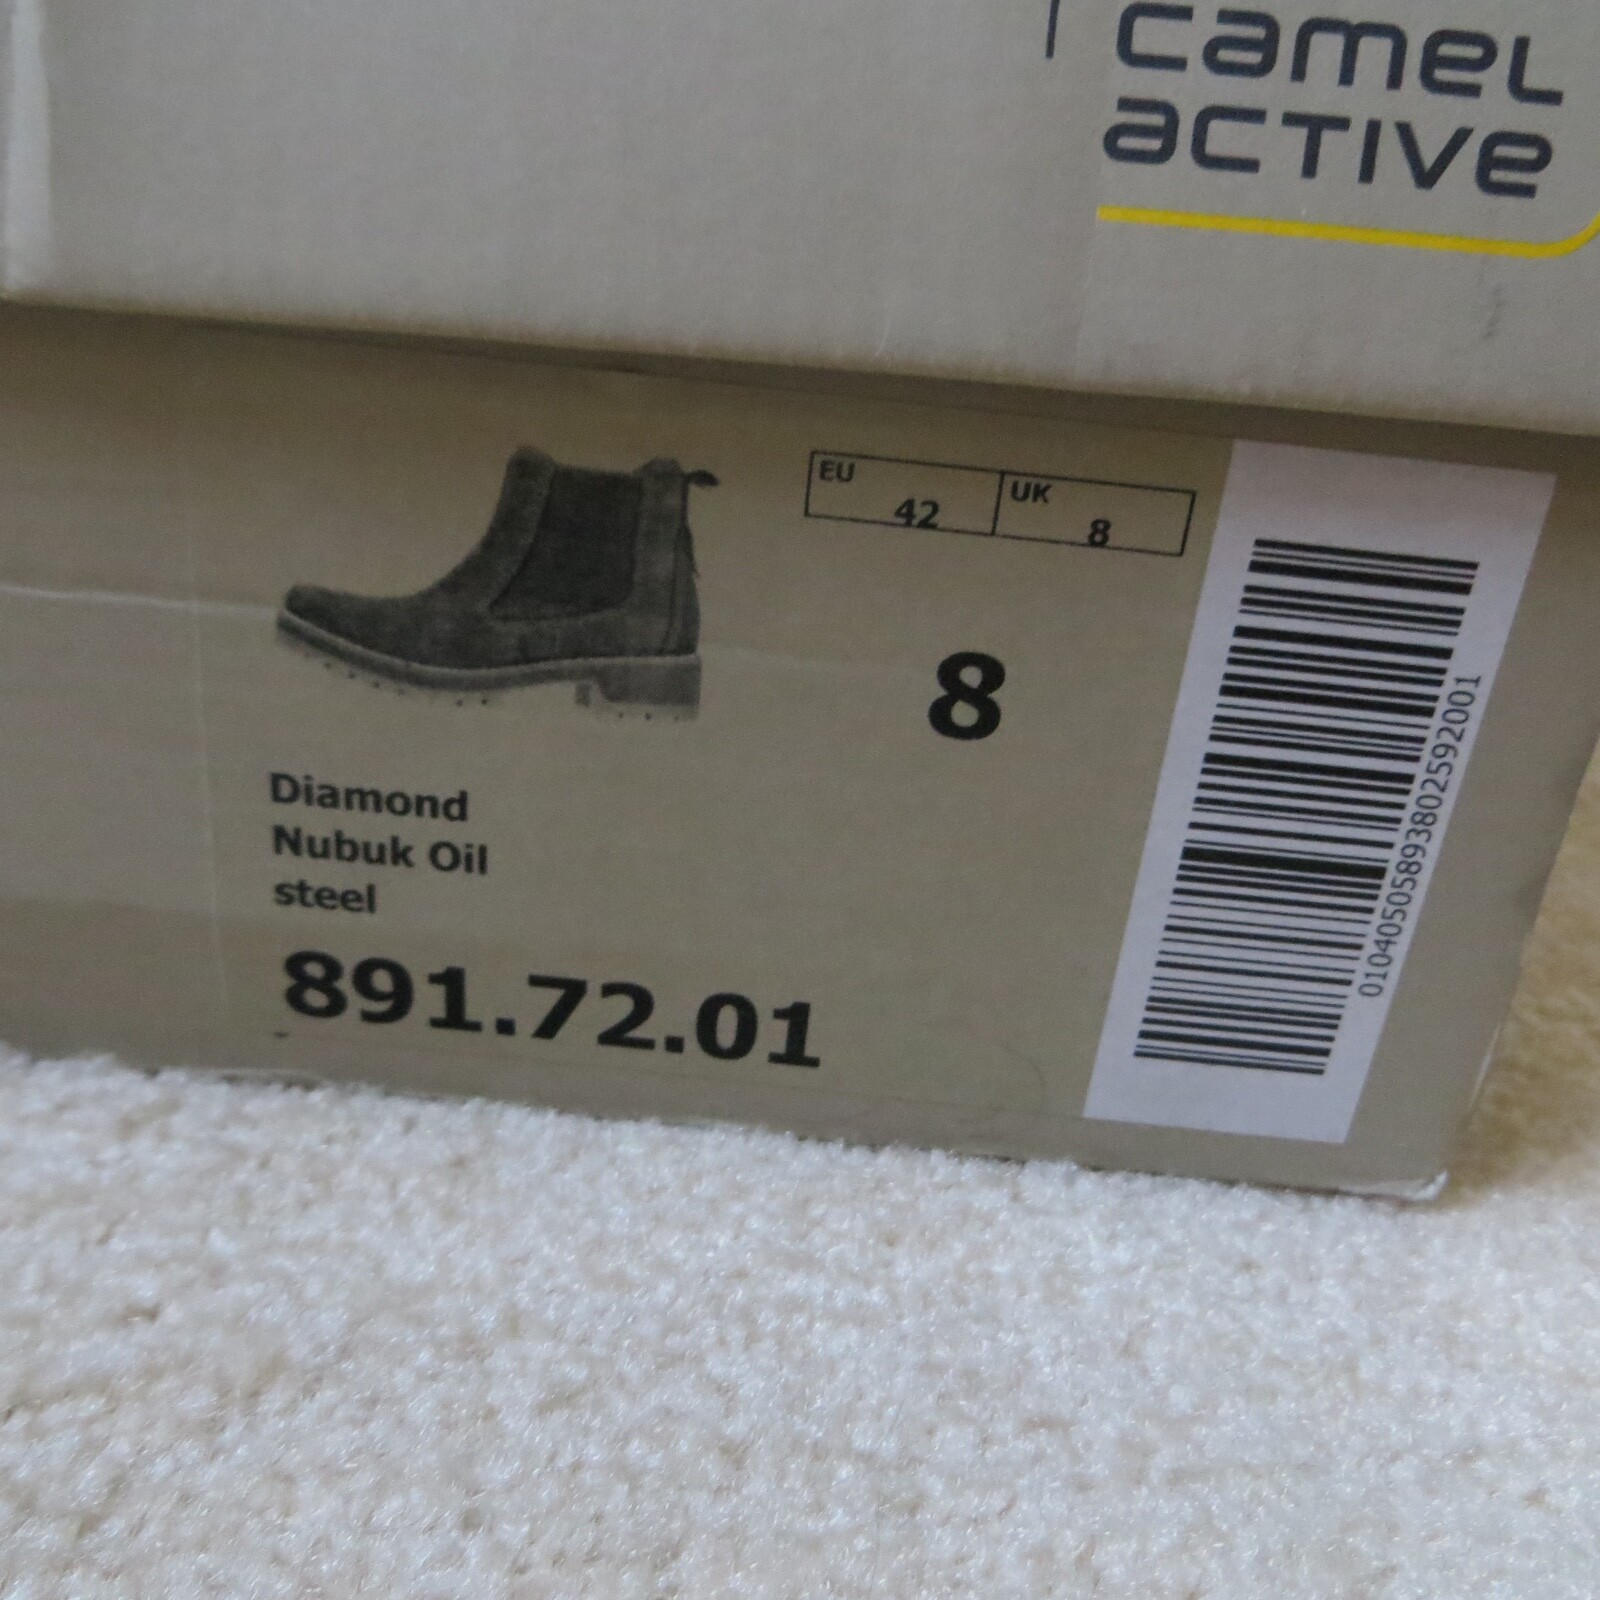 camel
active
EU
42
UK
8
8
Diamond
Nubuk Oil
steel
891.72.01
01040505893802592001